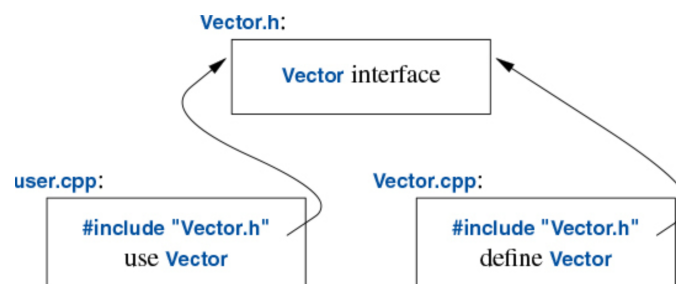 Vector.h:
Vector interface
user.cpp:
Vector.cpp:
#include "Vector.h"
use Vector
#include "Vector.h"
define Vector